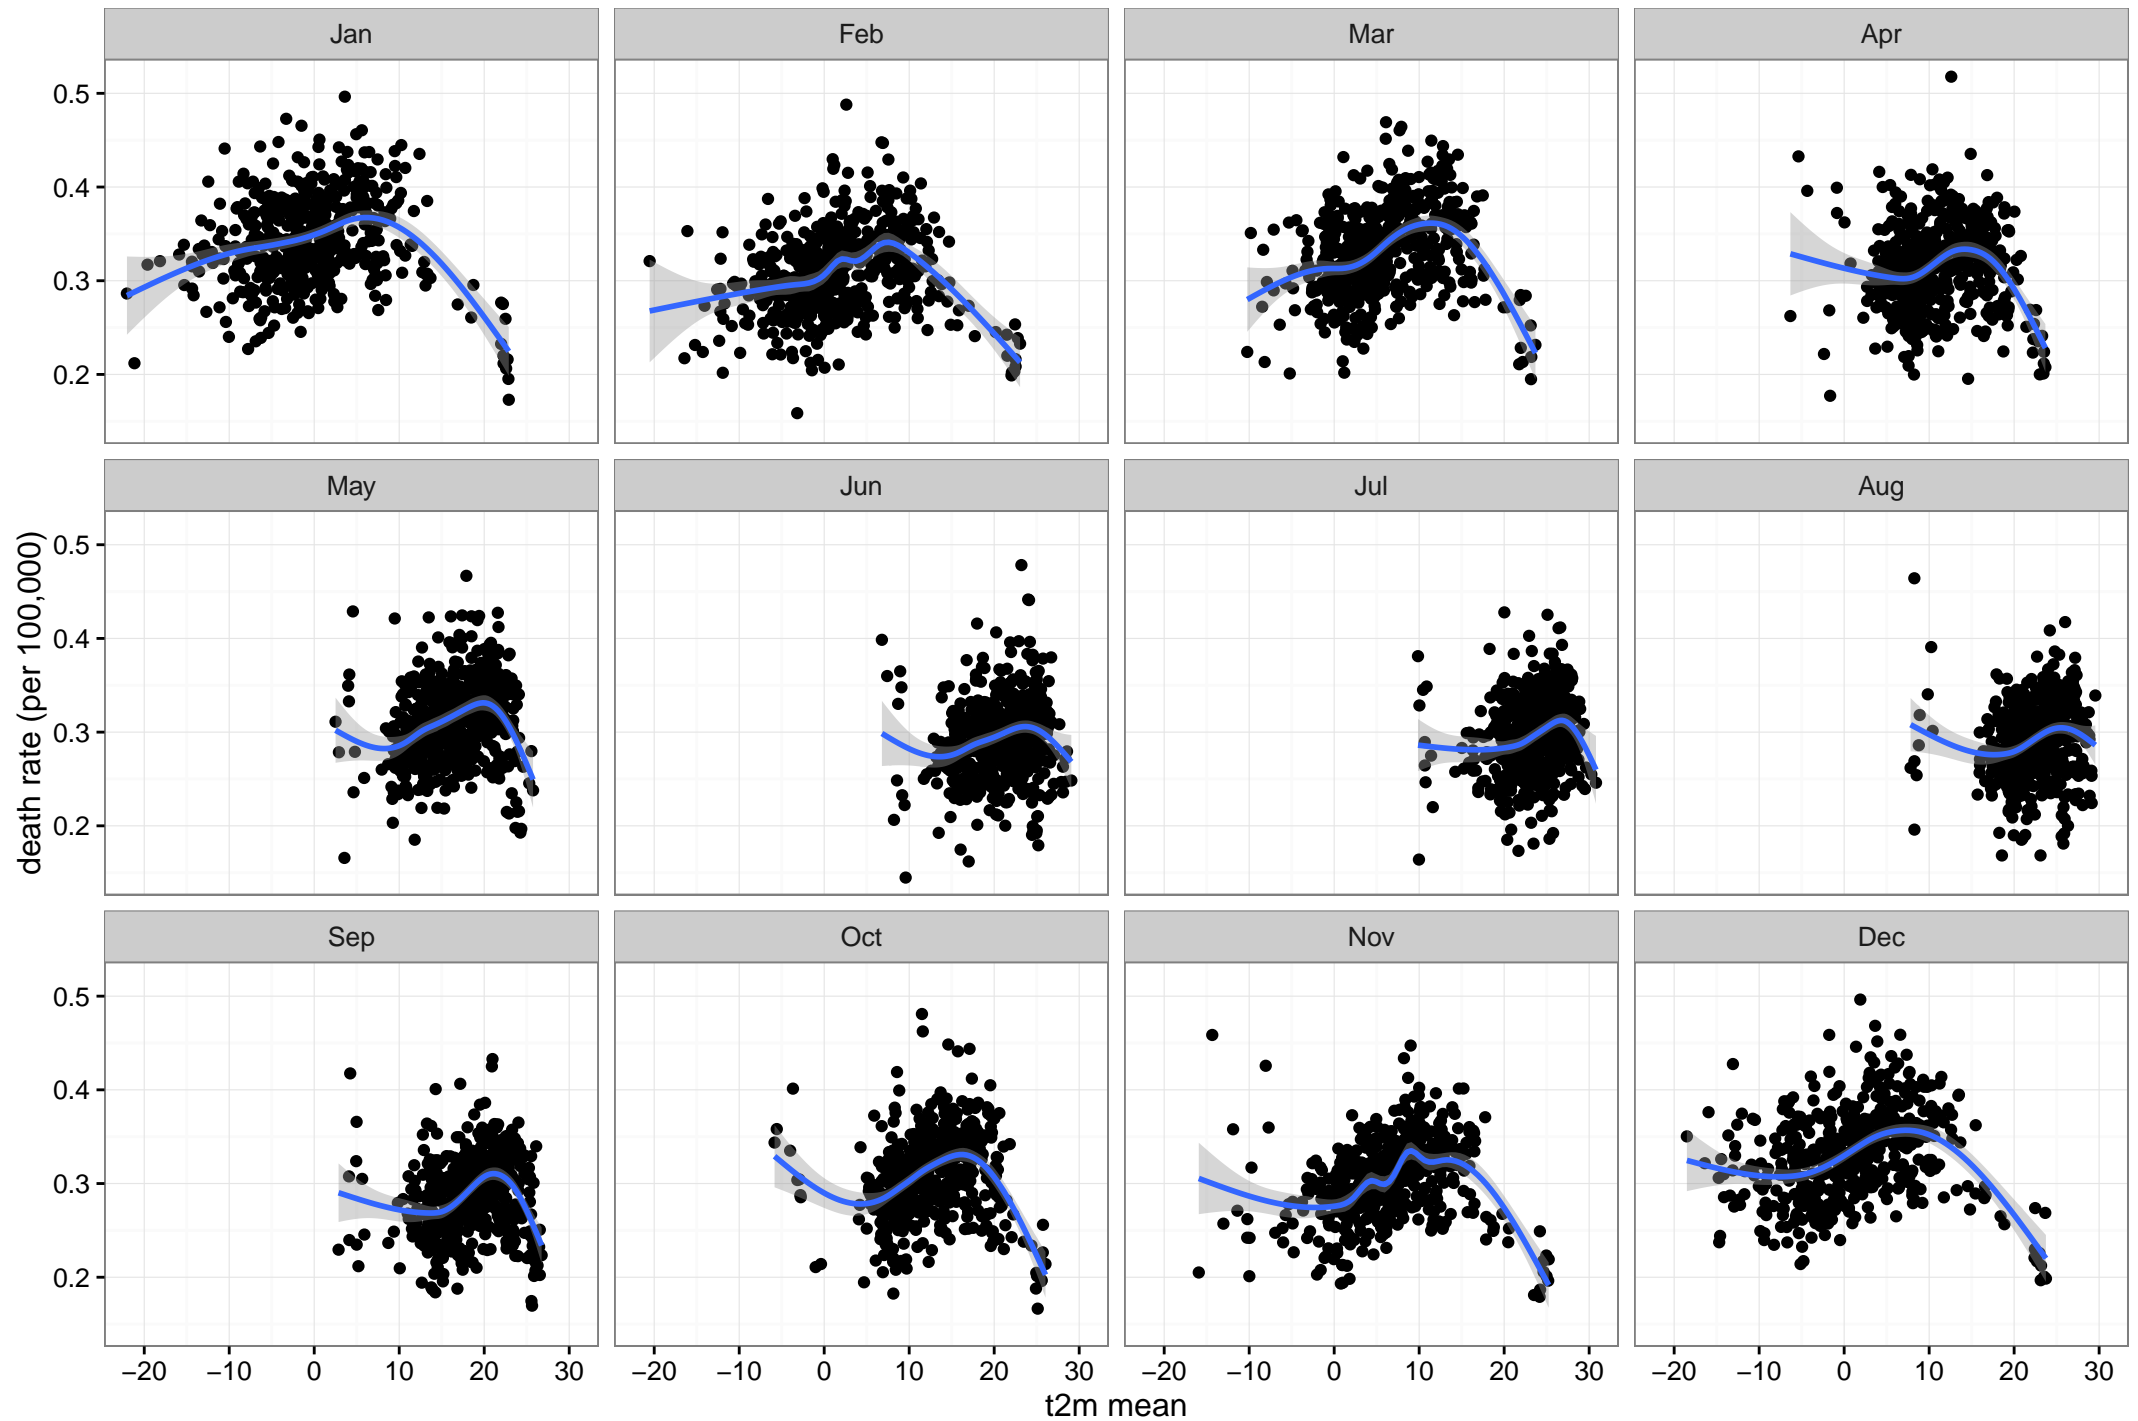 Jan Feb Mar Apr
0.5
0.4
0.3
0.2
May Jun Jul Aug
death rate (per 100,000)
0.5
0.4
0.3
0.2
Sep Oct Nov Dec
0.5
0.4
0.3
0.2
−20 −10 0 10 20 30 −20 −10 0 10 20 30 −20 −10 0 10 20 30 −20 −10 0 10 20 30
t2m mean